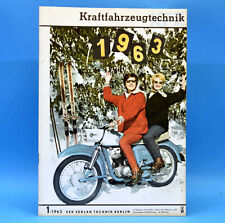 Kraftfahrzeugtechnik
1963
1/1963 VEB VERLAG TECHNIK BERLIN